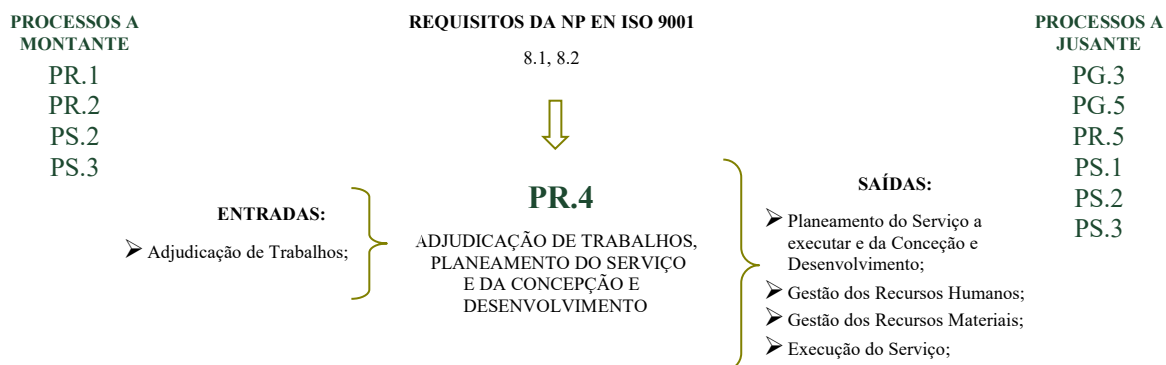 PROCESSOS A
MONTANTE
PR.1
PR.2
PS.2
PS.3
REQUISITOS DA NP EN ISO 9001
8.1, 8.2
PROCESSOS A
JUSANTE
PG.3
PG.5
PR.5
PS.1
PS.2
PS.3
ENTRADAS:
Adjudicação de Trabalhos;
PR.4
ADJUDICAÇÃO DE TRABALHOS,
PLANEAMENTO DO SERVIÇO
E DA CONCEPÇÃO E
DESENVOLVIMENTO
SAÍDAS:
Planeamento do Serviço a
executar e da Conceção e
Desenvolvimento;
Gestão dos Recursos Humanos;
Gestão dos Recursos Materiais;
Execução do Serviço;